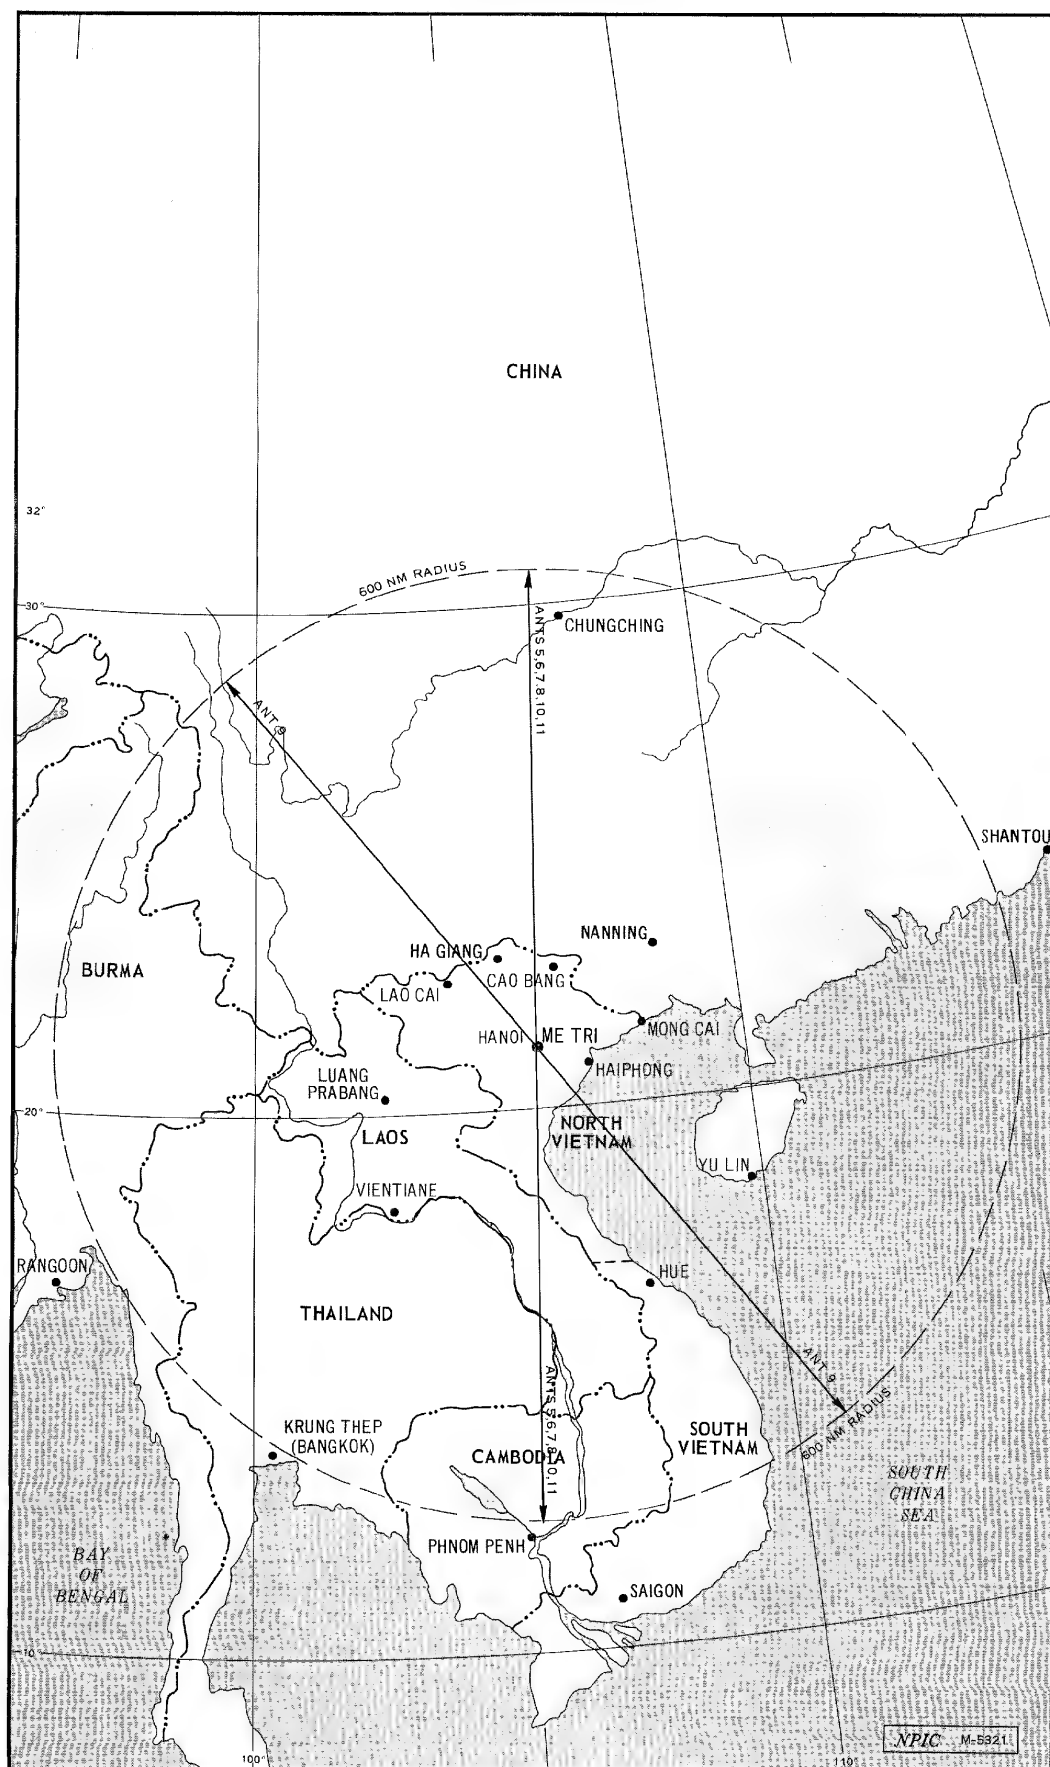 CHINA
32°
600 NM RADIUS
30°
CHUNGCHING
ANTS 5,6,7,8,10,11
ANT 9
SHANTOU
NANNING
HA GIANG
BURMA
CAO BANG
LAO CAI
MONG CAI
HANOI
ME TRI
HAIPHONG
LUANG
PRABANG
20°
NORTH
VIETNAM
LAOS
YU LIN
VIENTIANE
RANGOON
HUE
THAILAND
ANT 9
ANTS 5,6,7,8,10,11
600 NM RADIUS
KRUNG THEP
(BANGKOK)
SOUTH
VIETNAM
CAMBODIA
SOUTH
CHINA
SEA
PHNOM PENH
BAY
OF
BENGAL
SAIGON
10°
NPIC M-5321
100°
110°